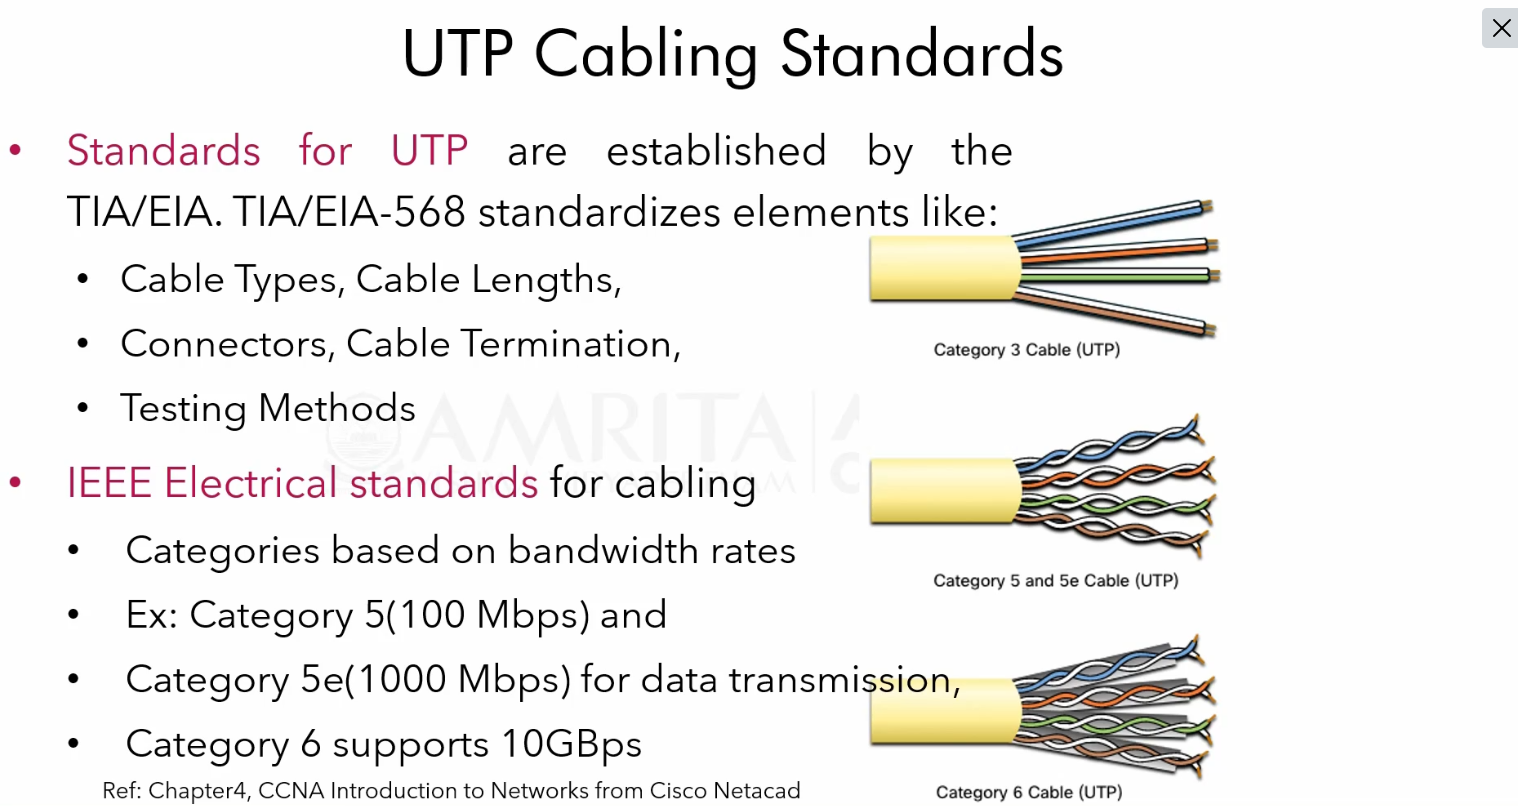 UTP Cabling Standards
• Standards for UTP are established by the
TIA/EIA. TIA/EIA-568 standardizes elements like:
• Cable Types, Cable Lengths,
• Connectors, Cable Termination,
• Testing Methods
• IEEE Electrical standards for cabling
• Categories based on bandwidth rates
• Ex: Category 5(100 Mbps) and
• Category 5e(1000 Mbps) for data transmission,
• Category 6 supports 10GBps
Ref: Chapter4, CCNA Introduction to Networks from Cisco Netacad
Category 3 Cable (UTP)
Category 5 and 5e Cable (UTP)
Category 6 Cable (UTP)
AMRITA